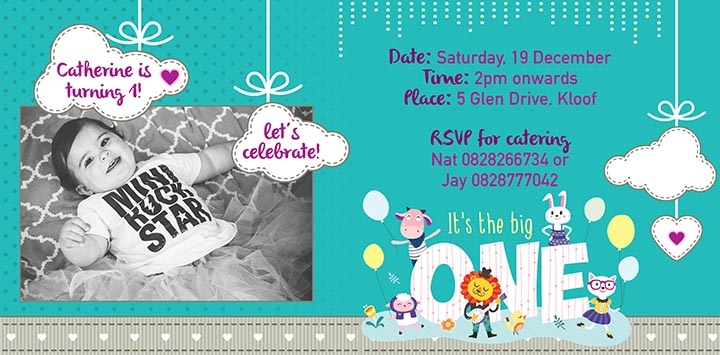 Catherine is
turning 1!
let's
celebrate!
MINI
ROCK
STAR
Date: Saturday, 19 December
Time: 2pm onwards
Place: 5 Glen Drive, Kloof
RSVP for catering
Nat 0828266734 or
Jay 0828777042
It's the big
ONE